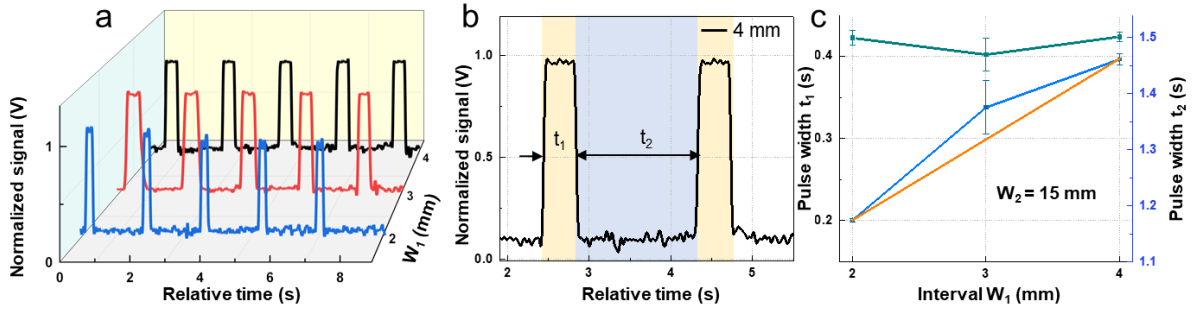 a
Normalized signal (V)
1
0
0
2
4
6
8
Relative time (s)
2
3
4
W₁ (mm)
b
4 mm
Normalized signal (V)
1.0
0.5
0.0
t₁
t₂
2
3
4
5
Relative time (s)
c
Pulse width t₁ (s)
0.4
0.3
0.2
W₂ = 15 mm
2
3
4
Interval W₁ (mm)
1.5
1.4
1.3
1.2
1.1
Pulse width t₂ (s)